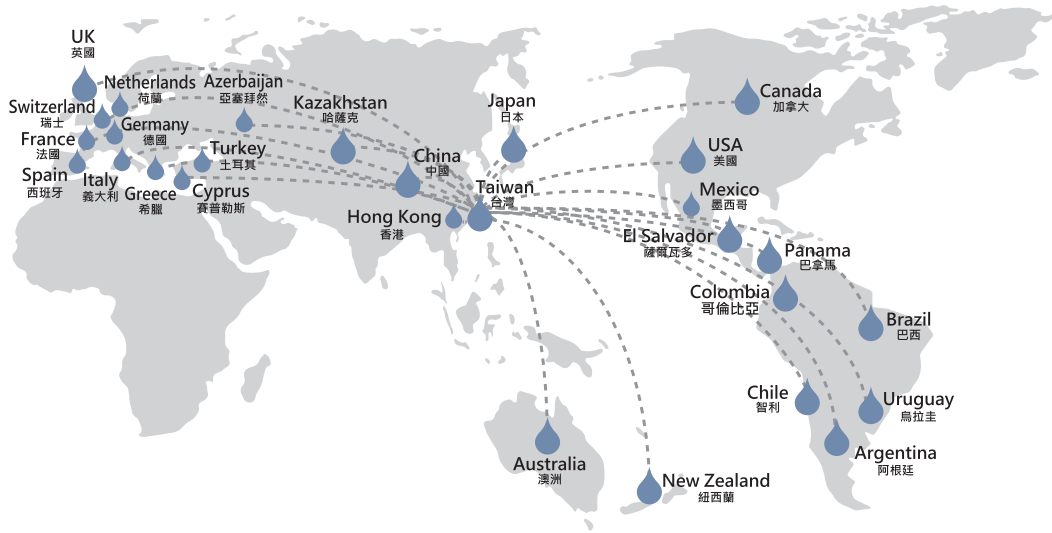 UK
英國
Netherlands
荷蘭
Azerbaijan
亞塞拜然
Switzerland
瑞士
Kazakhstan
哈薩克
Japan
日本
Canada
加拿大
Germany
德國
France
法國
Turkey
土耳其
China
中國
USA
美國
Spain
西班牙
Italy
義大利
Greece
希臘
Cyprus
賽普勒斯
Taiwan
台灣
Mexico
墨西哥
Hong Kong
香港
El Salvador
薩爾瓦多
Panama
巴拿馬
Colombia
哥倫比亞
Brazil
巴西
Chile
智利
Uruguay
烏拉圭
Argentina
阿根廷
Australia
澳洲
New Zealand
紐西蘭